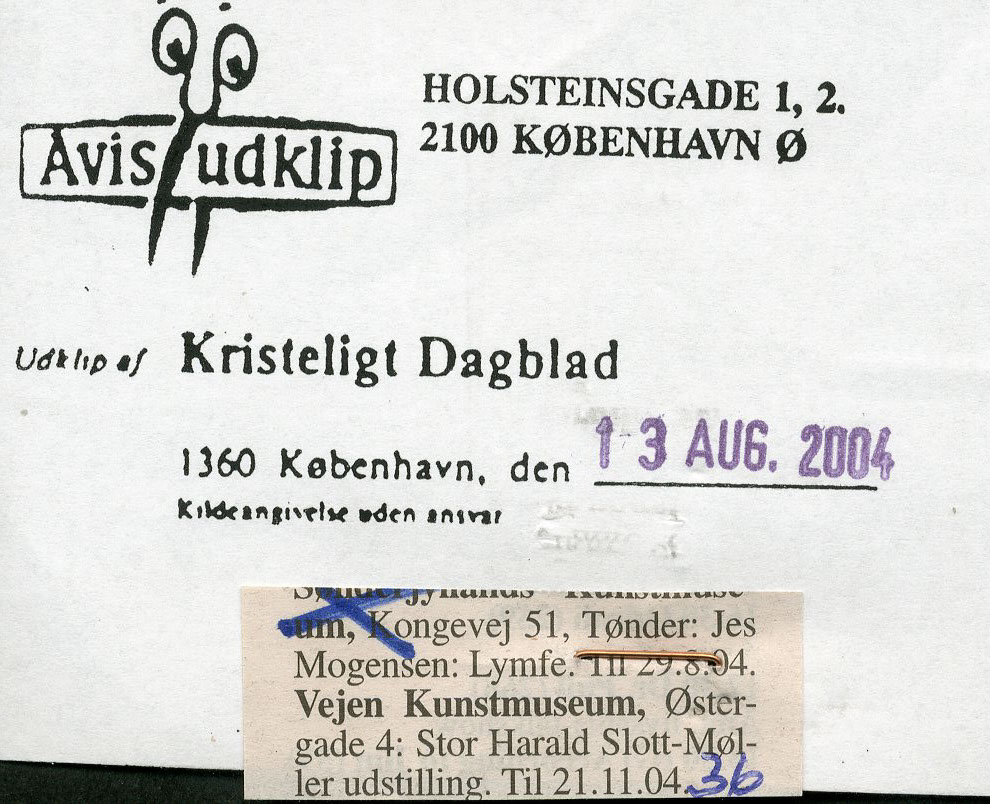 Avis udklip
HOLSTEINSGADE 1, 2.
2100 KØBENHAVN Ø
Udklip af Kristeligt Dagblad
1360 København, den 13 AUG. 2004
Kildeangivelse uden ansvar
Sønderjyllands Kunstmuse
um, Kongevej 51, Tønder: Jes
Mogensen: Lymfe. Til 29.8.04.
Vejen Kunstmuseum, Øster-
gade 4: Stor Harald Slott-Møl-
ler udstilling. Til 21.11.04.
36